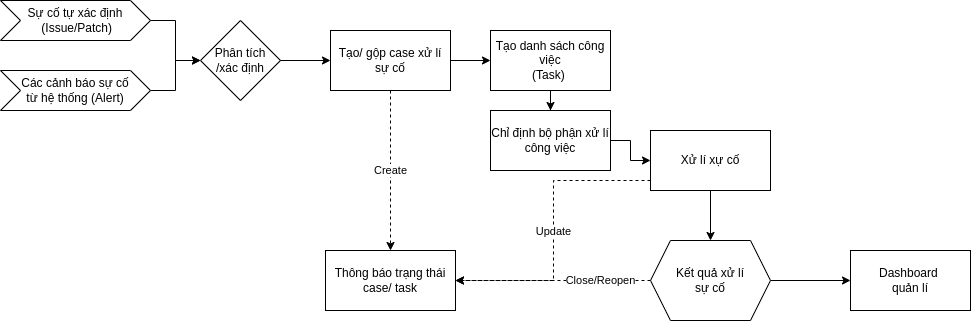 Sự cố tự xác định
(Issue/Patch)
Các cảnh báo sự cố
từ hệ thống (Alert)
Phân tích
/xác định
Tạo/ gộp case xử lí
sự cố
Tạo danh sách công
việc
(Task)
Chỉ định bộ phận xử lí
công việc
Xử lí xự cố
Create
Update
Thông báo trạng thái
case/ task
Close/Reopen
Kết quả xử lí
sự cố
Dashboard
quản lí